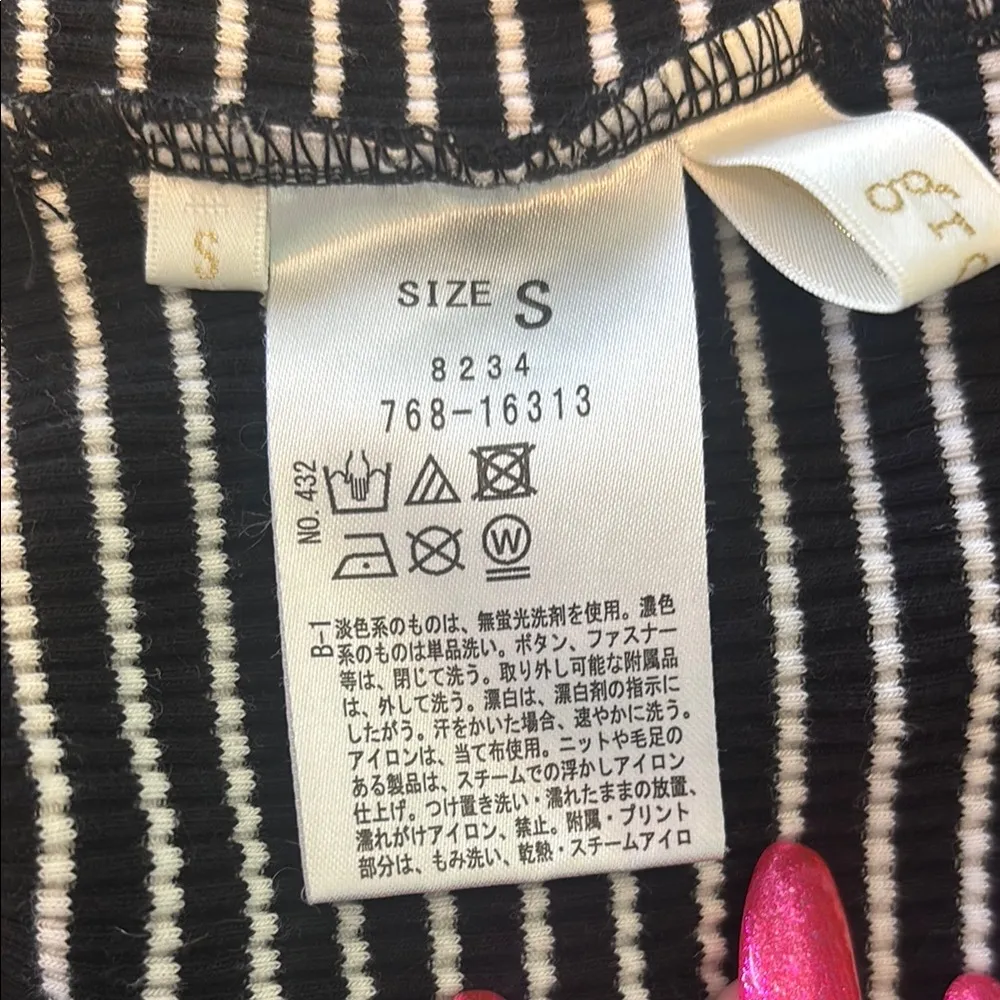 S
gr
SIZE S
8234
768-16313
NO. 432
W
B-1
淡色系のものは、無蛍光洗剤を使用。濃色
系のものは単品洗い。ボタン、ファスナー
等は、閉じて洗う。取り外し可能な附属品
は、外して洗う。漂白は、漂白剤の指示に
したがう。汗をかいた場合、速やかに洗う。
アイロンは、当て布使用。ニットや毛足の
ある製品は、スチームでの浮かしアイロン
仕上げ。つけ置き洗い・濡れたままの放置、
濡れがけアイロン、禁止。附属・プリント
部分は、もみ洗い、乾熱・スチームアイロ